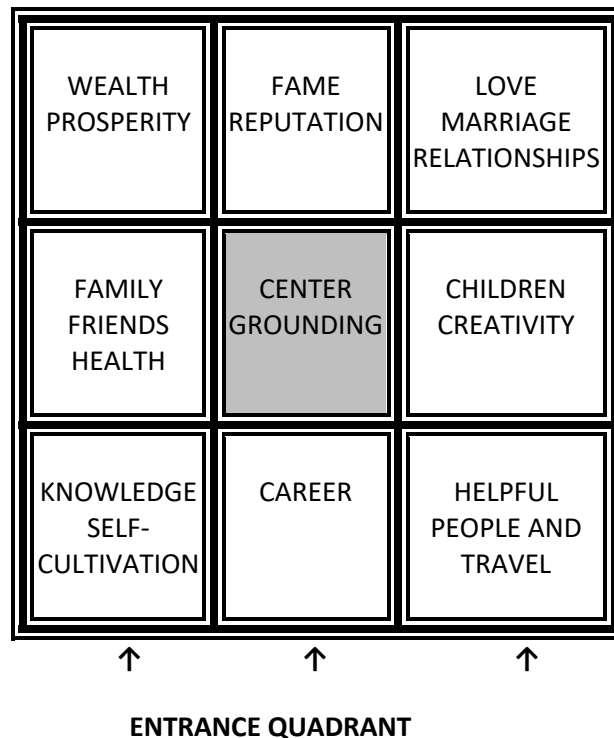 WEALTH
PROSPERITY
FAME
REPUTATION
LOVE
MARRIAGE
RELATIONSHIPS
FAMILY
FRIENDS
HEALTH
CENTER
GROUNDING
CHILDREN
CREATIVITY
KNOWLEDGE
SELF-
CULTIVATION
CAREER
HELPFUL
PEOPLE AND
TRAVEL
↑ ↑ ↑
ENTRANCE QUADRANT